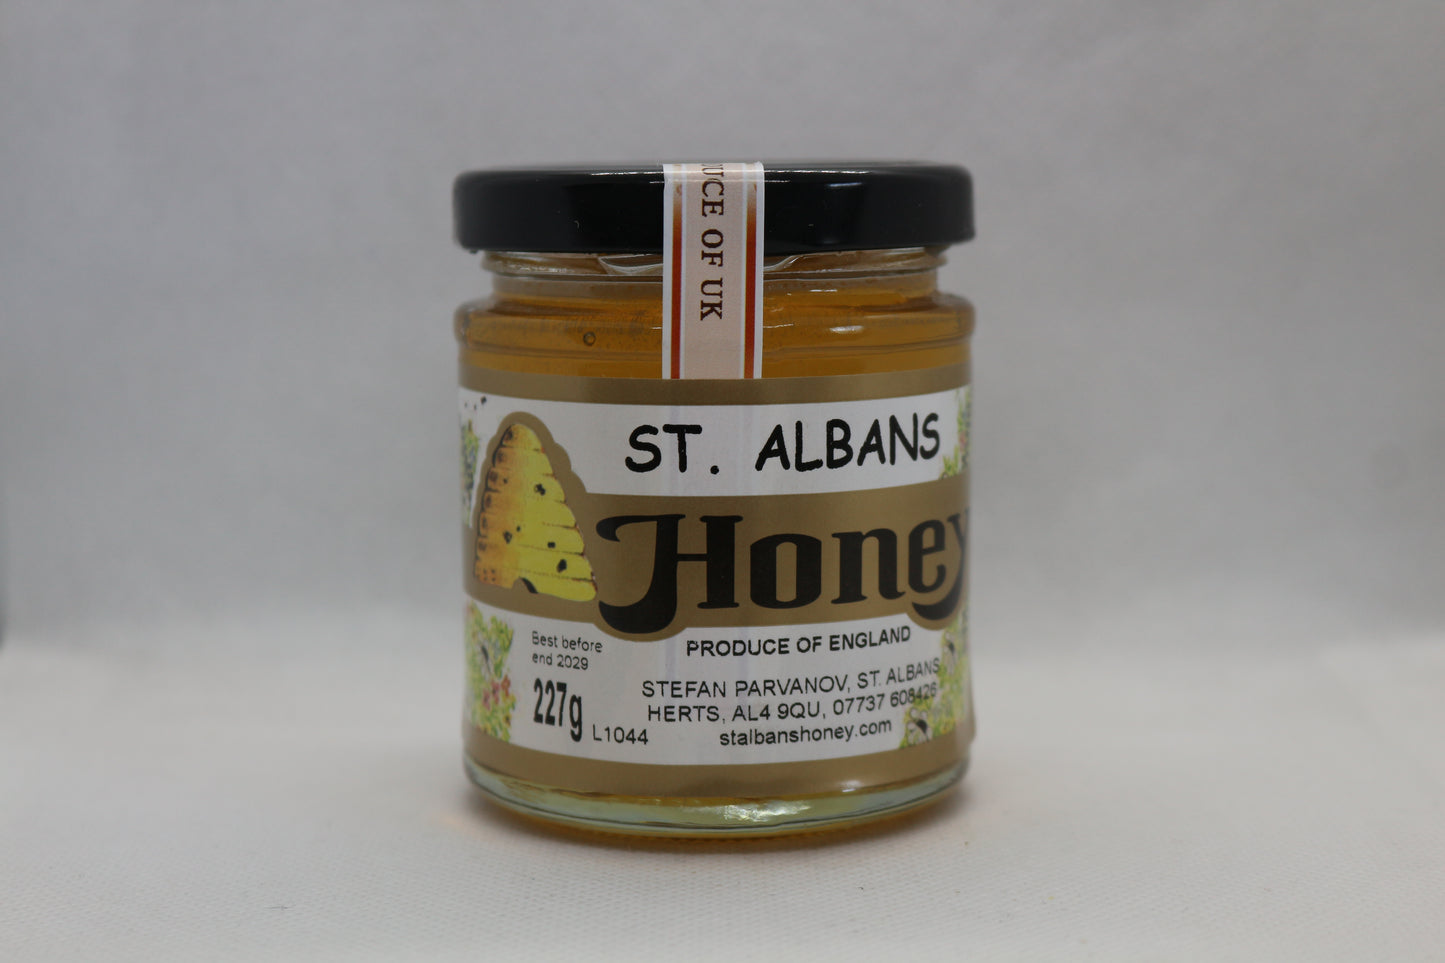 UCE OF UK
ST. ALBANS
Honey
PRODUCE OF ENGLAND
Best before
end 2029
227g
L1044
STEFAN PARVANOV, ST. ALBANS
HERTS, AL4 9QU, 07737 608426
stalbanshoney.com